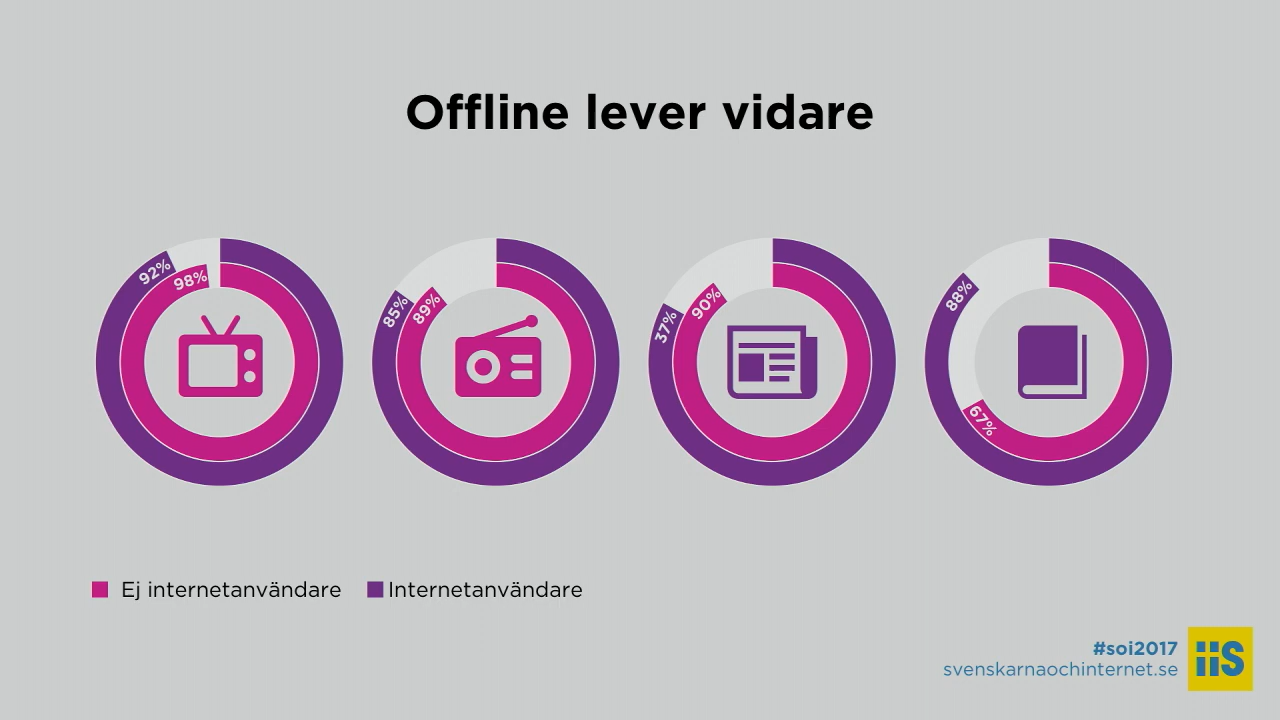 Offline lever vidare
92%
98%
85%
89%
37%
90%
88%
67%
Ej internetanvändare
Internetanvändare
#soi2017
svenskarnaochinternet.se
iis